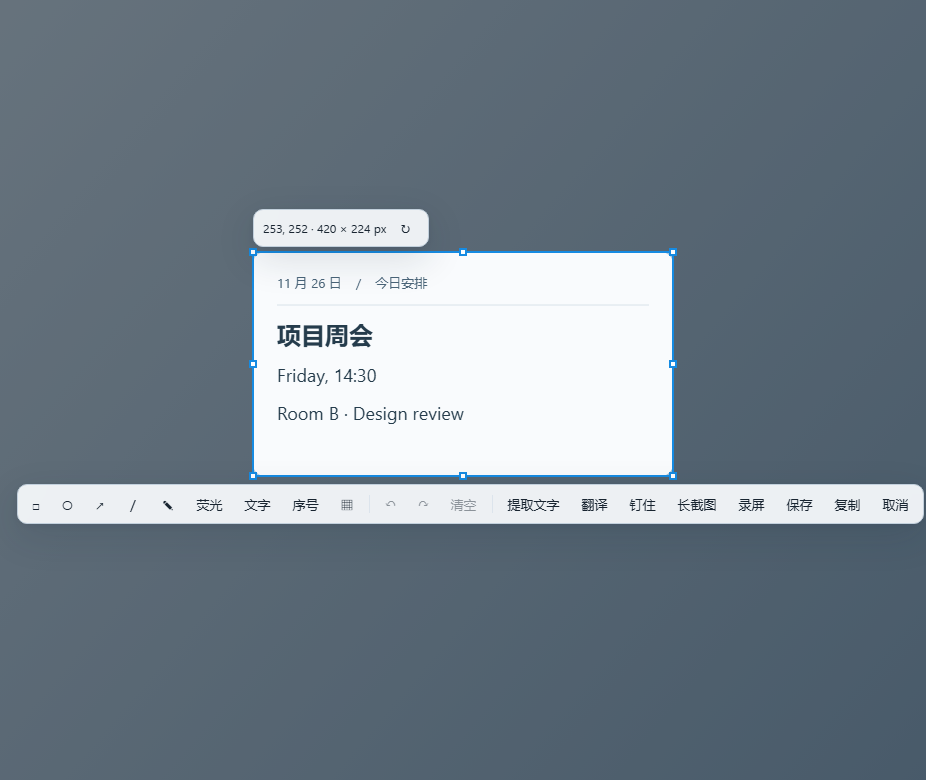 253, 252 · 420 × 224 px ↻
11 月 26 日 / 今日安排
项目周会
Friday, 14:30
Room B · Design review
□ ○ ↗ / ✎ 荧光 文字 序号 ▦ ↶ ↷ 清空 提取文字 翻译 钉住 长截图 录屏 保存 复制 取消